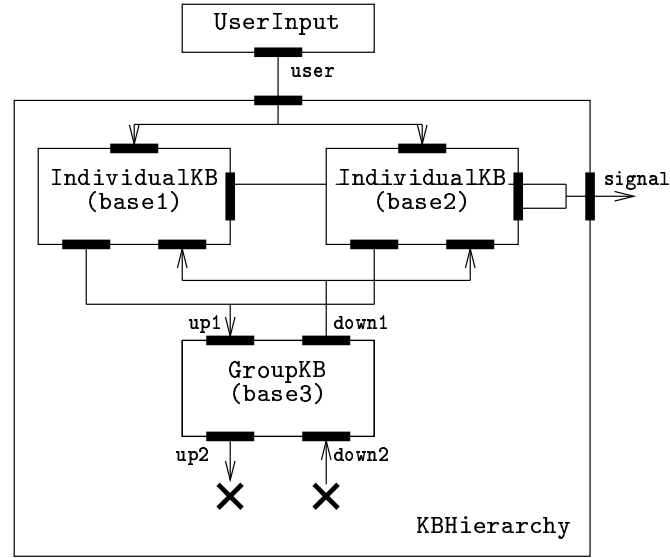 UserInput
user
IndividualKB
(base1)
IndividualKB
(base2)
signal
up1
down1
GroupKB
(base3)
up2
down2
KBHierarchy